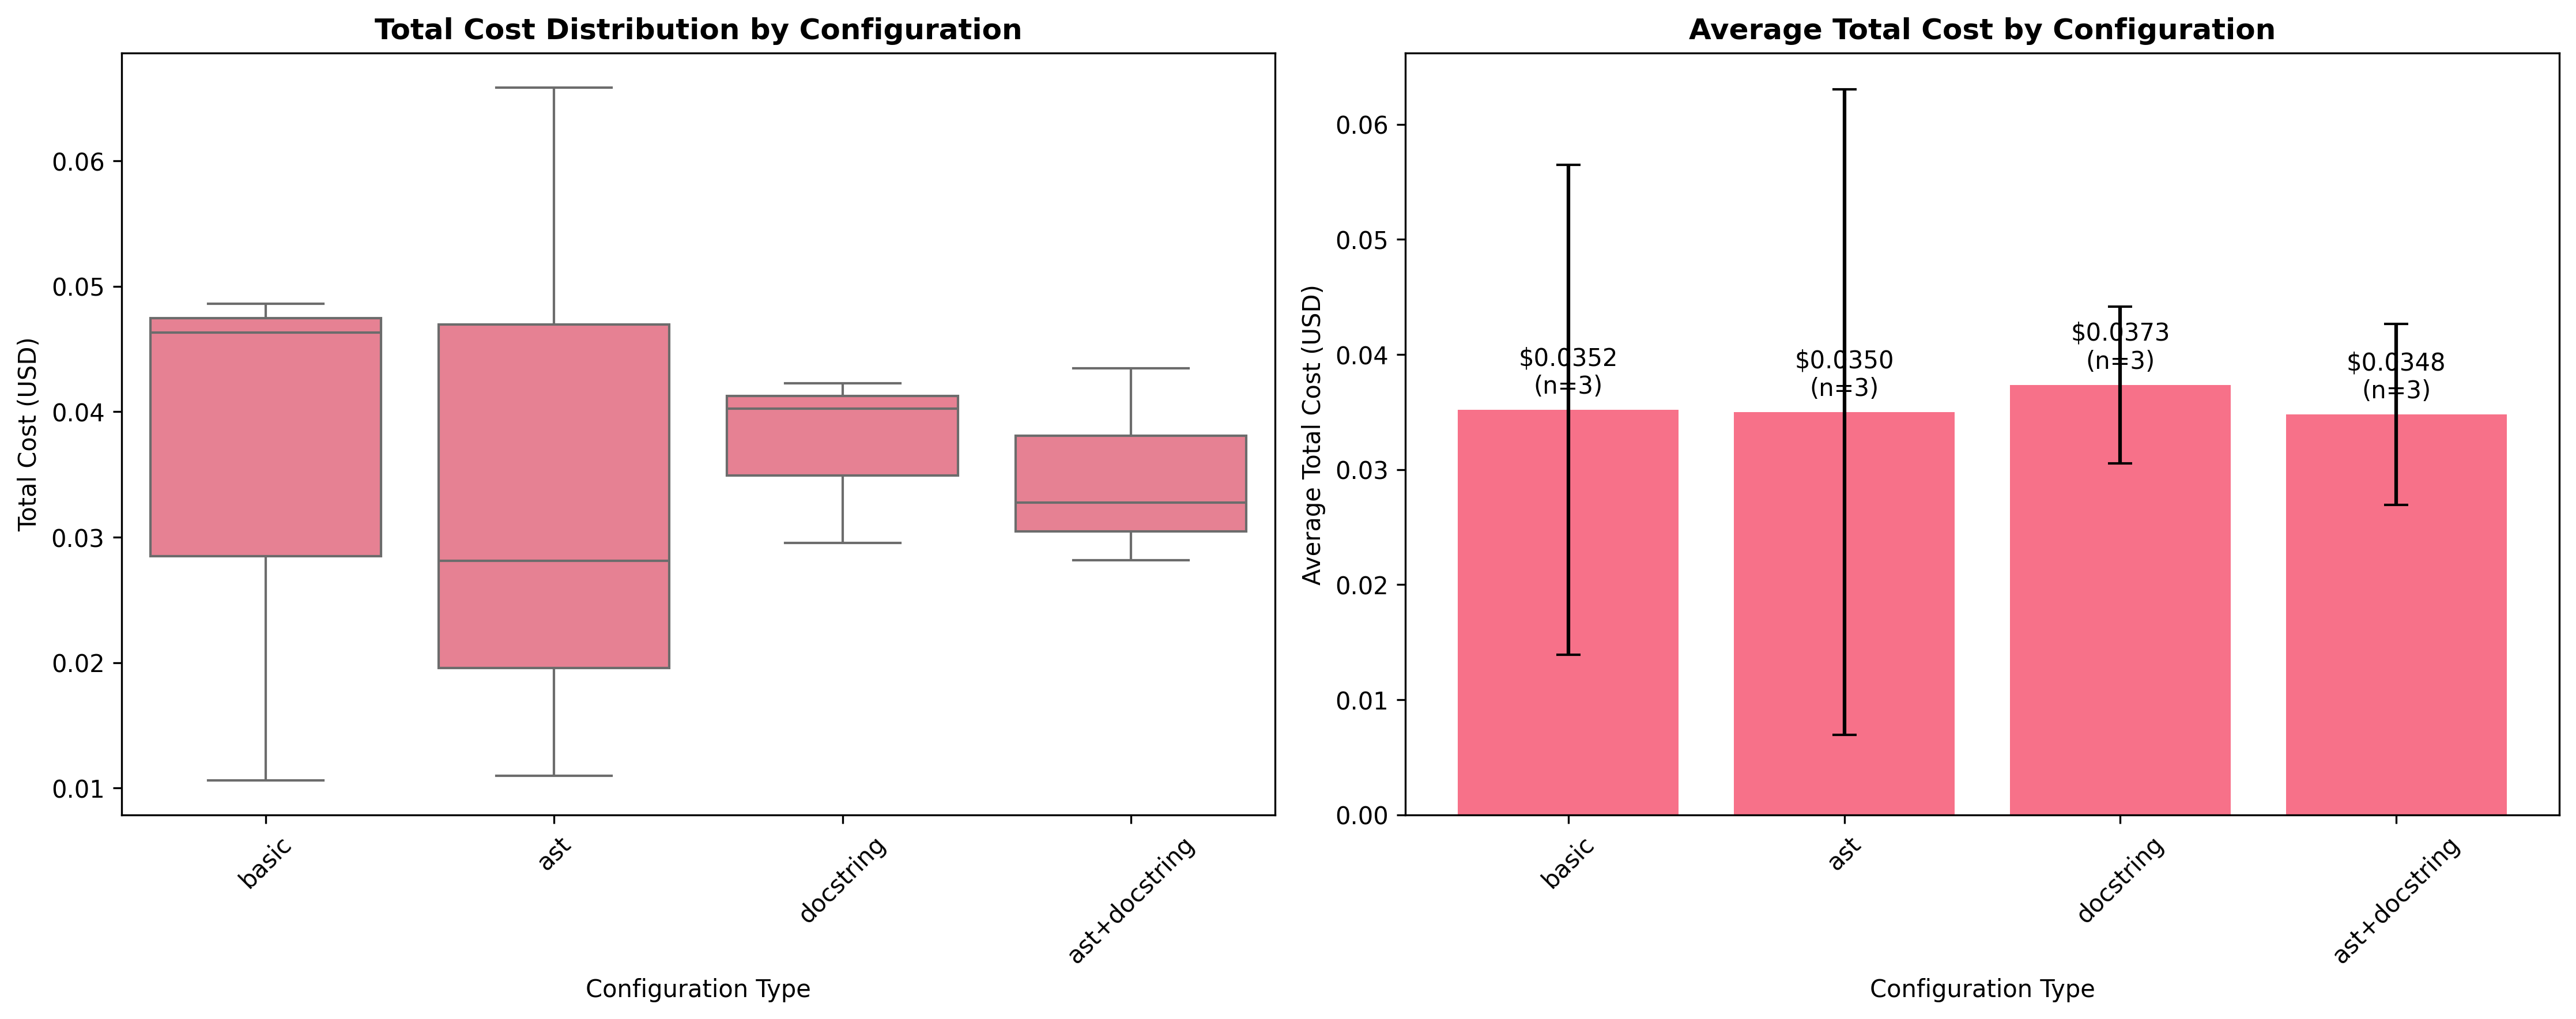 Total Cost Distribution by Configuration
Total Cost (USD)
0.06
0.05
0.04
0.03
0.02
0.01
basic
ast
docstring
ast+docstring
Configuration Type
Average Total Cost by Configuration
Average Total Cost (USD)
0.06
0.05
0.04
0.03
0.02
0.01
0.00
$0.0352
(n=3)
$0.0350
(n=3)
$0.0373
(n=3)
$0.0348
(n=3)
basic
ast
docstring
ast+docstring
Configuration Type